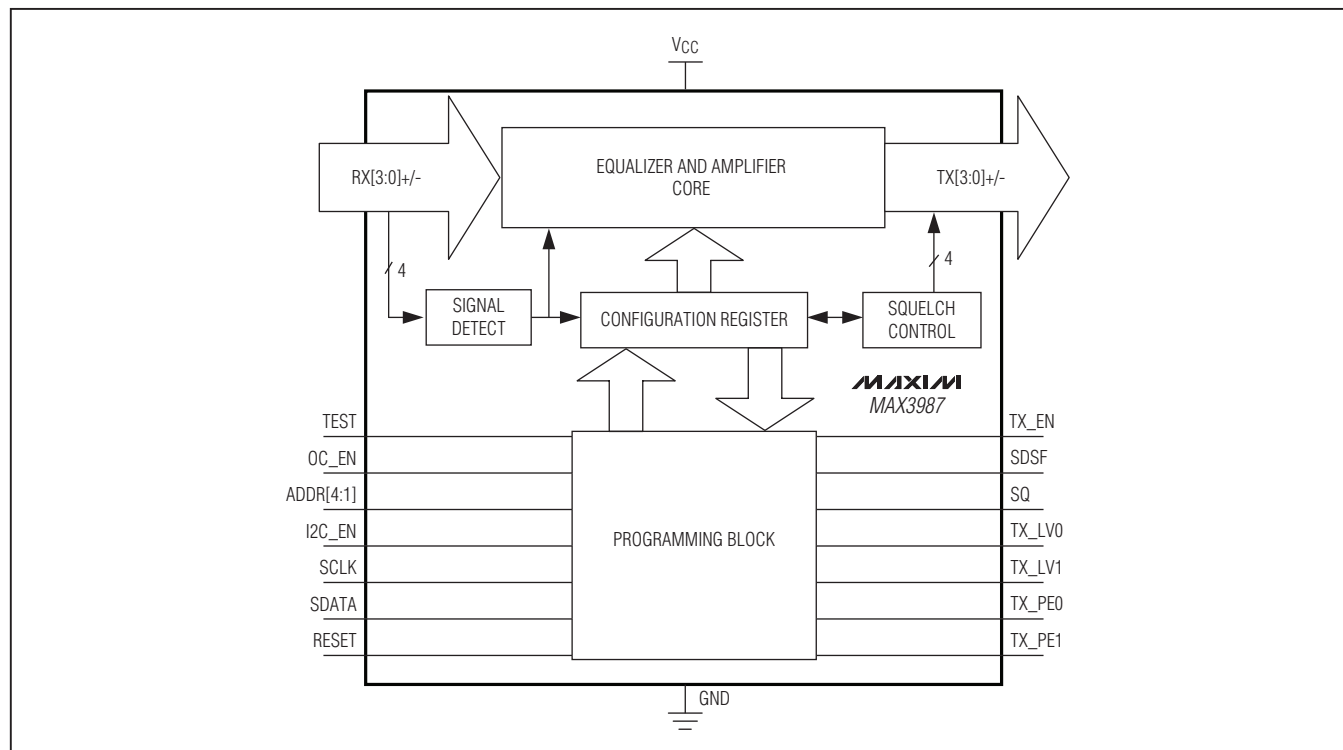 VCC
RX[3:0]+/-
EQUALIZER AND AMPLIFIER
CORE
TX[3:0]+/-
4
4
SIGNAL
DETECT
CONFIGURATION REGISTER
SQUELCH
CONTROL
MAXIM
MAX3987
TEST
OC_EN
ADDR[4:1]
I2C_EN
SCLK
SDATA
RESET
PROGRAMMING BLOCK
TX_EN
SDSF
SQ
TX_LV0
TX_LV1
TX_PE0
TX_PE1
GND